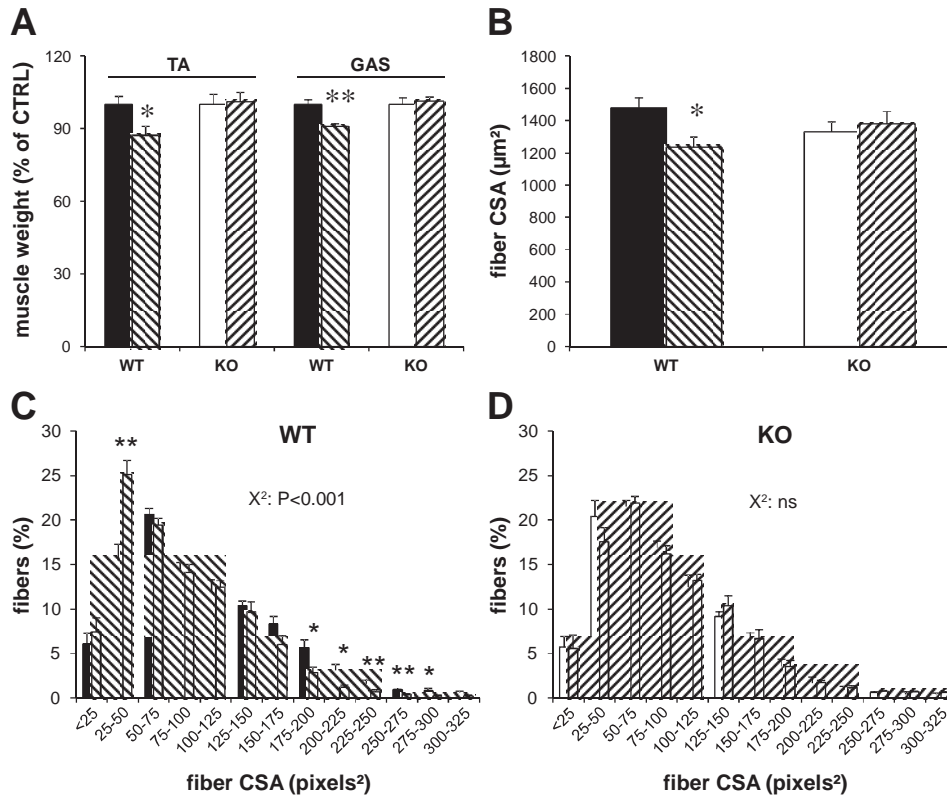 A
B
muscle weight (% of CTRL)
120
90
60
30
0
TA
GAS
*
**
WT
KO
WT
KO
fiber CSA (µm²)
1800
1600
1400
1200
1000
800
600
400
200
0
*
WT
KO
C
D
fibers (%)
30
25
20
15
10
5
0
WT
**
X²: P<0.001
* * ** ** *
<25
25-50
50-75
75-100
100-125
125-150
150-175
175-200
200-225
225-250
250-275
275-300
300-325
fiber CSA (pixels²)
fibers (%)
30
25
20
15
10
5
0
KO
X²: ns
<25
25-50
50-75
75-100
100-125
125-150
150-175
175-200
200-225
225-250
250-275
275-300
300-325
fiber CSA (pixels²)